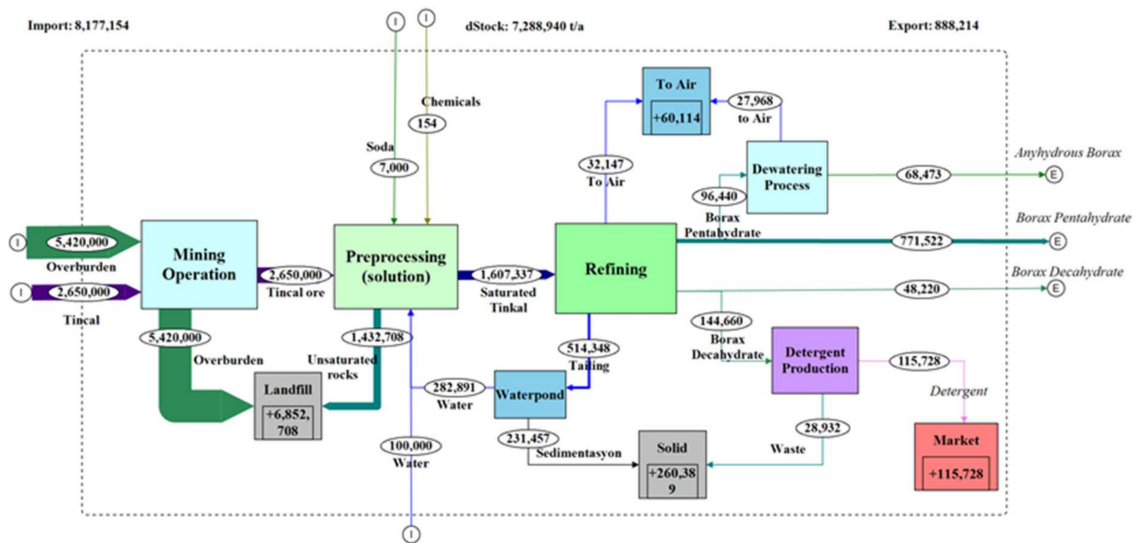 Import: 8,177,154
dStock: 7,288,940 t/a
Export: 888,214
I
I
Chemicals
154
Soda
7,000
To Air
+60,114
27,968
to Air
32,147
To Air
Dewatering
Process
96,440
Borax
Pentahydrate
68,473
Anyhydrous Borax
E
771,522
Borax Pentahydrate
E
48,220
Borax Decahydrate
E
I
5,420,000
Overburden
I
2,650,000
Tincal
Mining
Operation
2,650,000
Tincal ore
Preprocessing
(solution)
1,607,337
Saturated
Tinkal
Refining
5,420,000
Overburden
1,432,708
Unsaturated
rocks
Landfill
+6,852,
708
514,348
Tailing
282,891
Water
Waterpond
231,457
Sedimentasyon
100,000
Water
I
144,660
Borax
Decahydrate
Detergent
Production
115,728
Detergent
28,932
Waste
Solid
+260,38
9
Market
+115,728